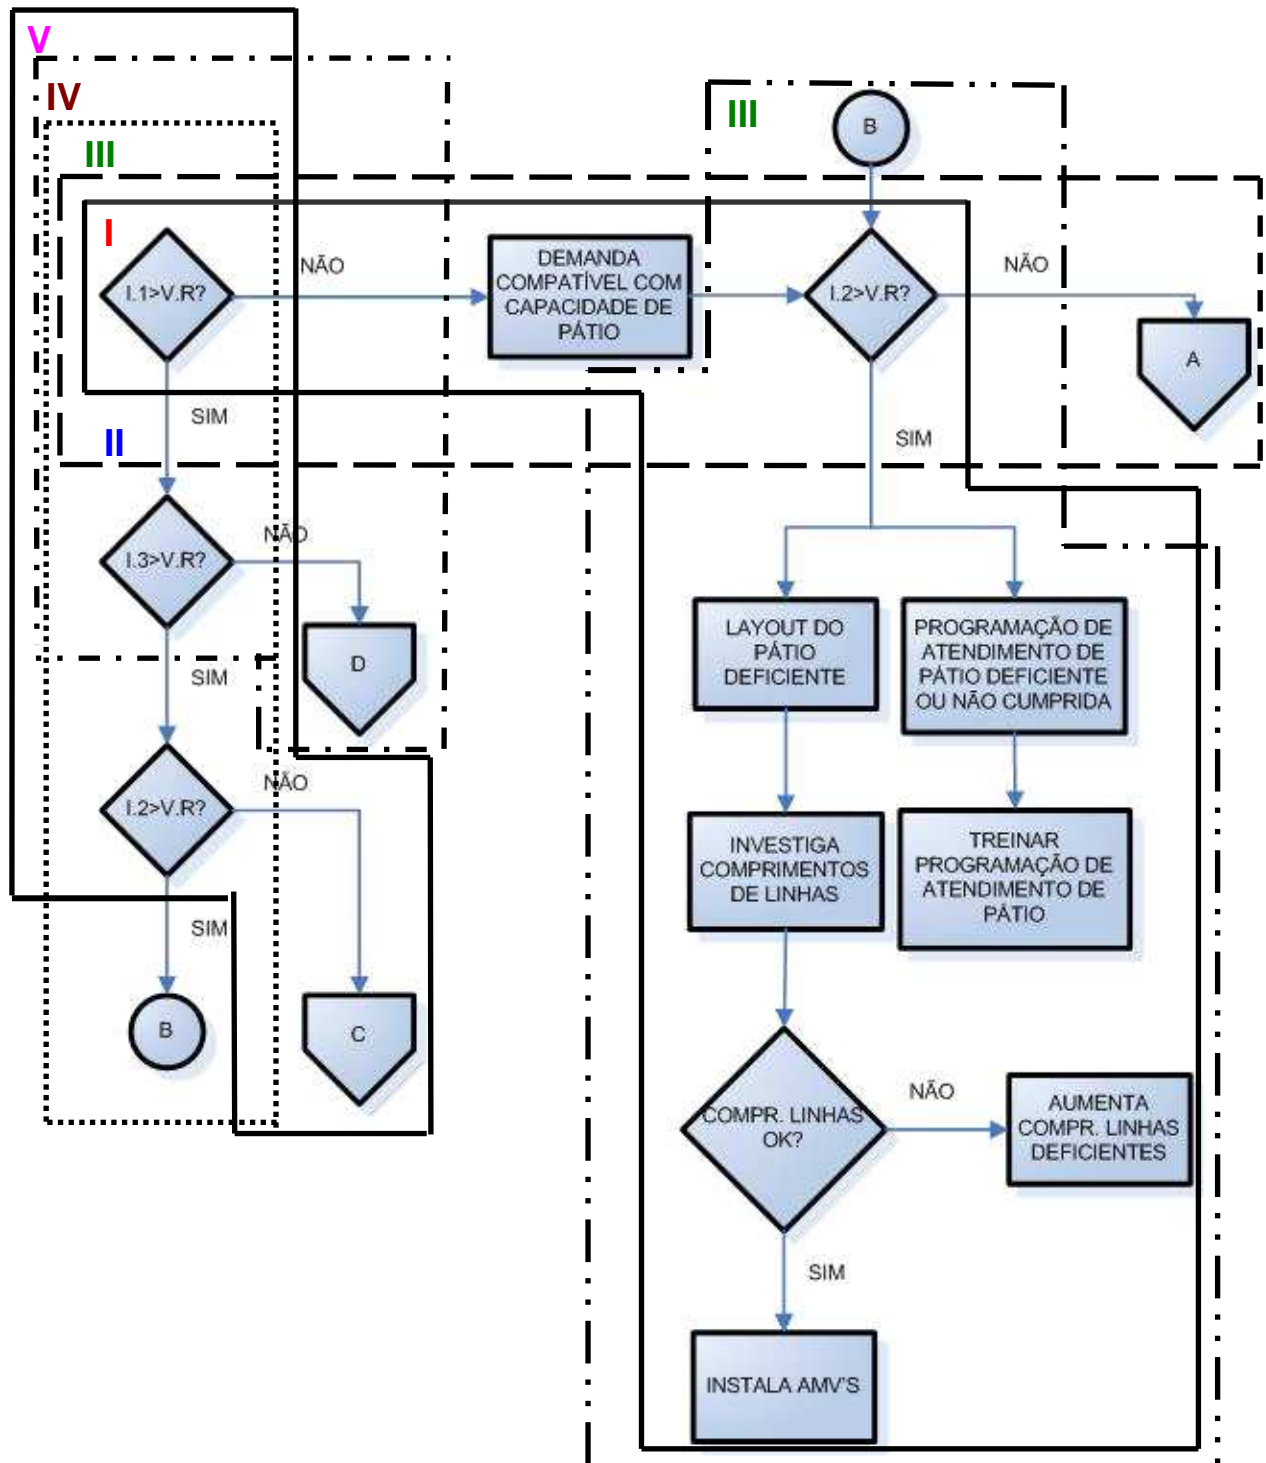 V
IV
III
III
B
I
I.1>V.R?
NÃO
DEMANDA
COMPATÍVEL COM
CAPACIDADE DE
PÁTIO
I.2>V.R?
NÃO
A
SIM
II
SIM
I.3>V.R?
NÃO
D
SIM
LAYOUT DO
PÁTIO
DEFICIENTE
PROGRAMAÇÃO DE
ATENDIMENTO DE
PÁTIO DEFICIENTE
OU NÃO CUMPRIDA
I.2>V.R?
NÃO
INVESTIGA
COMPRIMENTOS
DE LINHAS
TREINAR
PROGRAMAÇÃO DE
ATENDIMENTO DE
PÁTIO
SIM
B
C
COMPR. LINHAS
OK?
NÃO
AUMENTA
COMPR. LINHAS
DEFICIENTES
SIM
INSTALA AMV'S